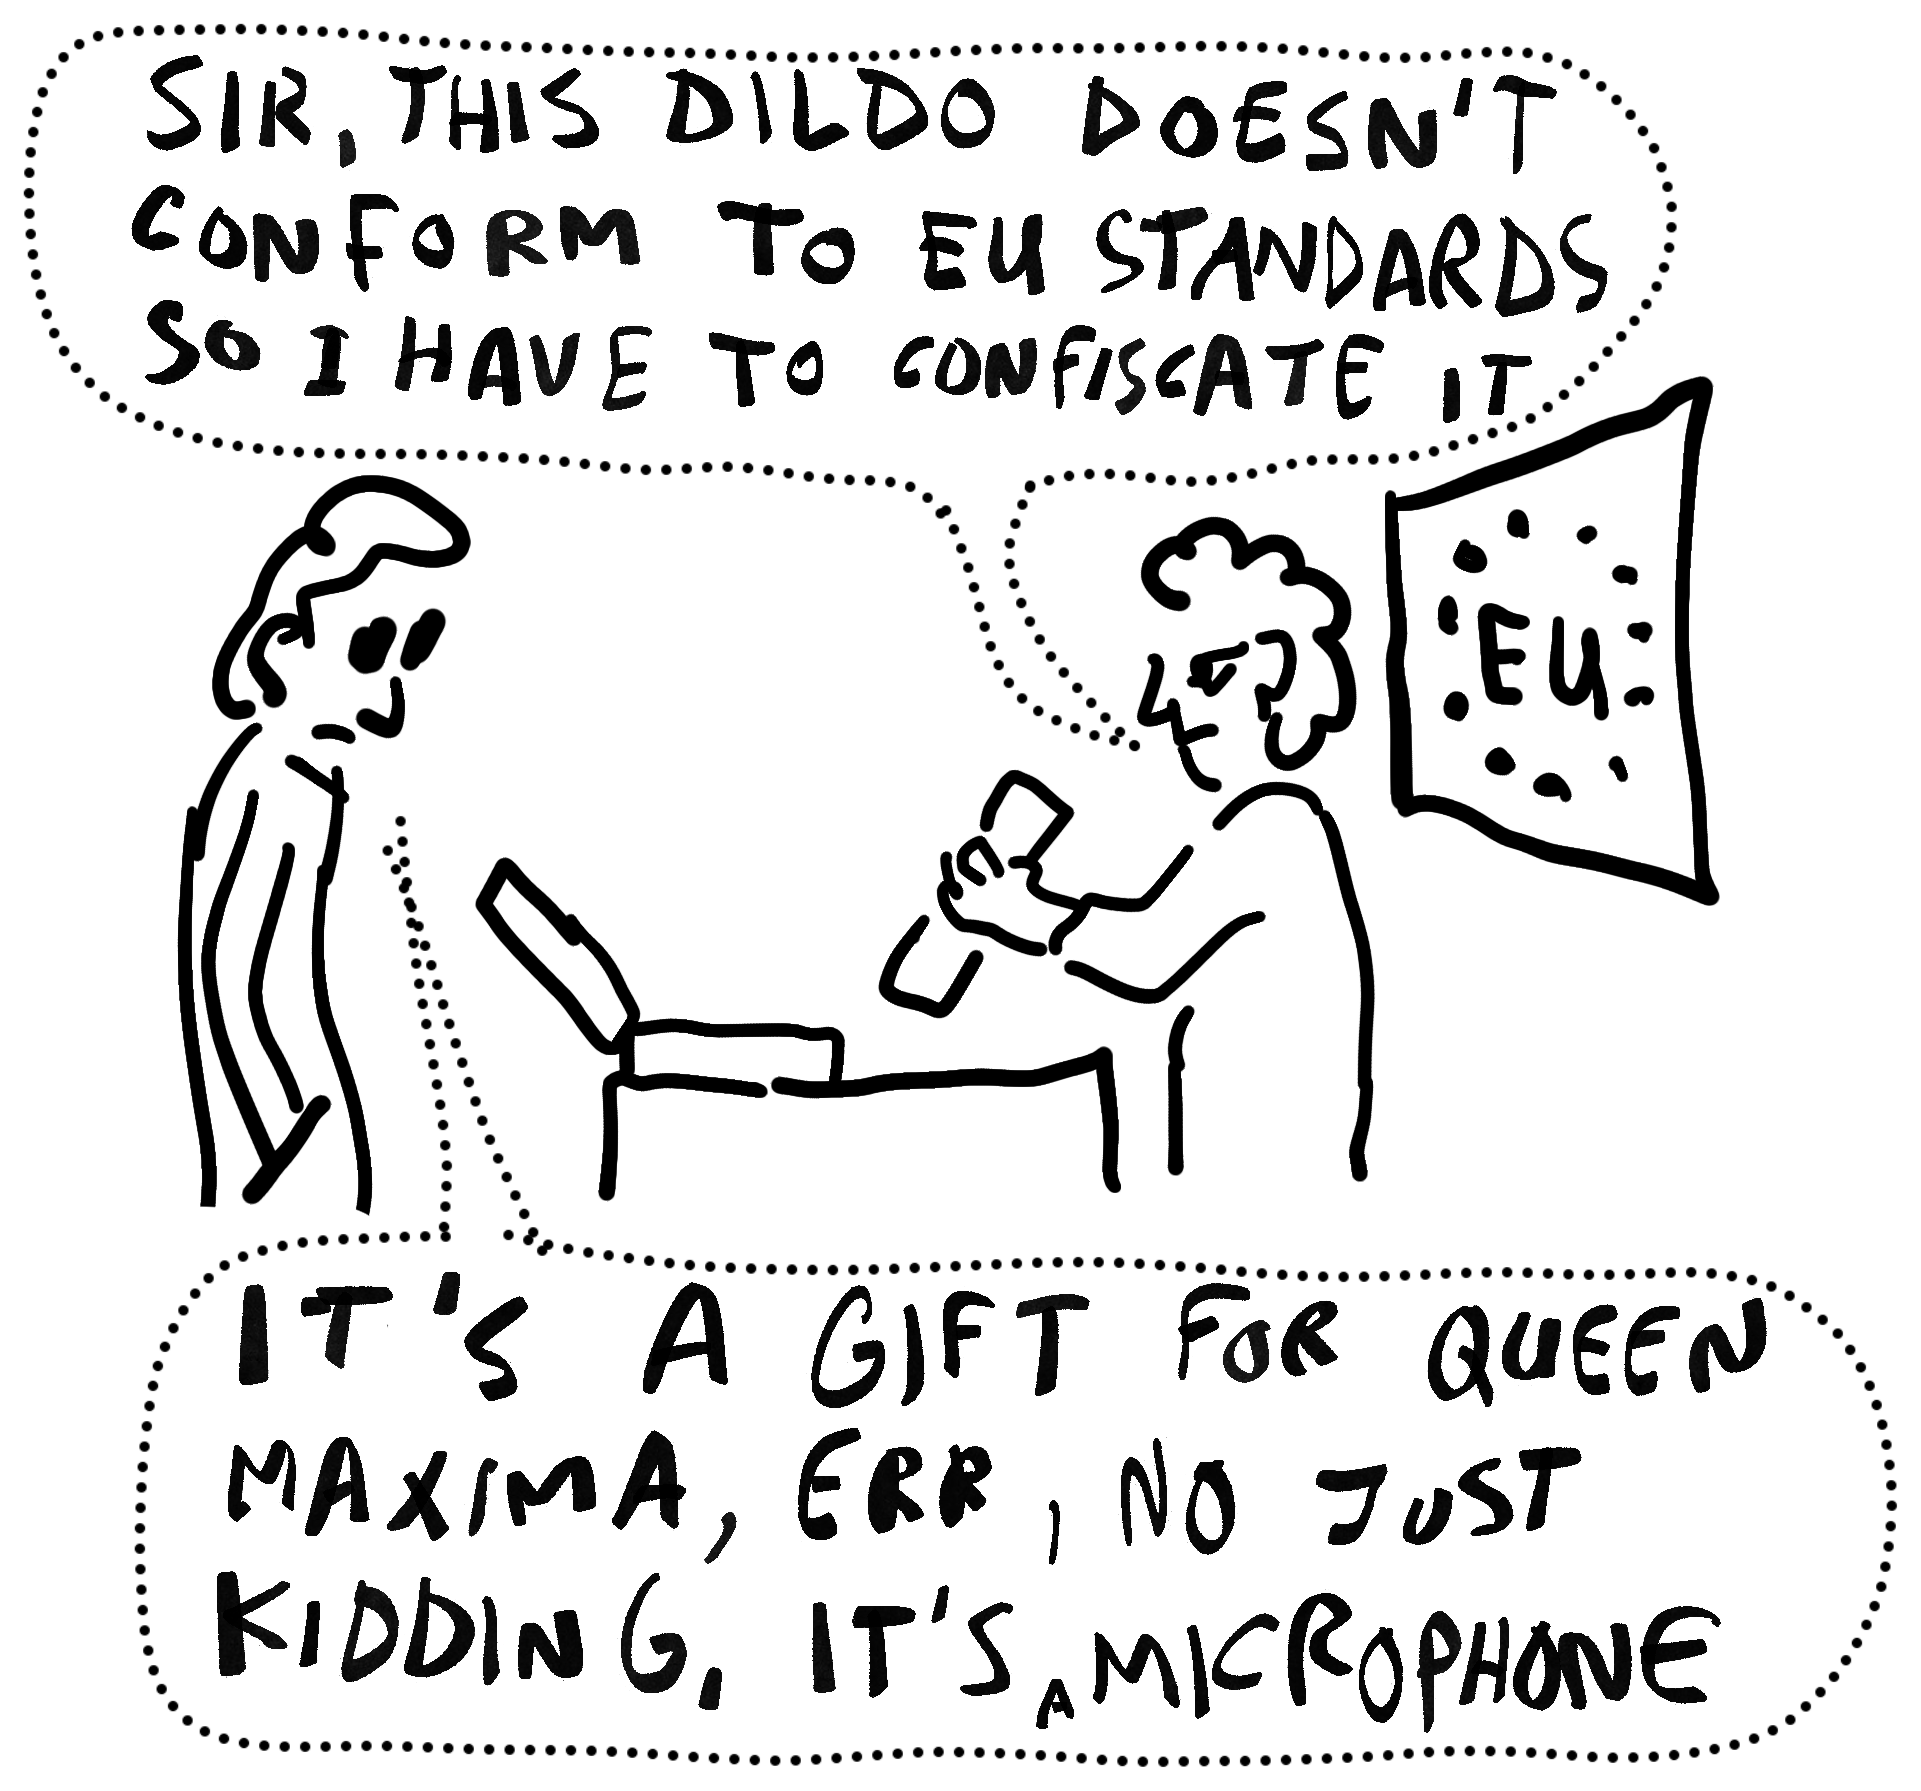 SIR, THIS DILDO DOESN'T
CONFORM TO EU STANDARDS
SO I HAVE TO CONFISCATE IT
EU
IT'S A GIFT FOR QUEEN
MAXIMA, ERR, NO JUST
KIDDING, IT'S A MICROPHONE